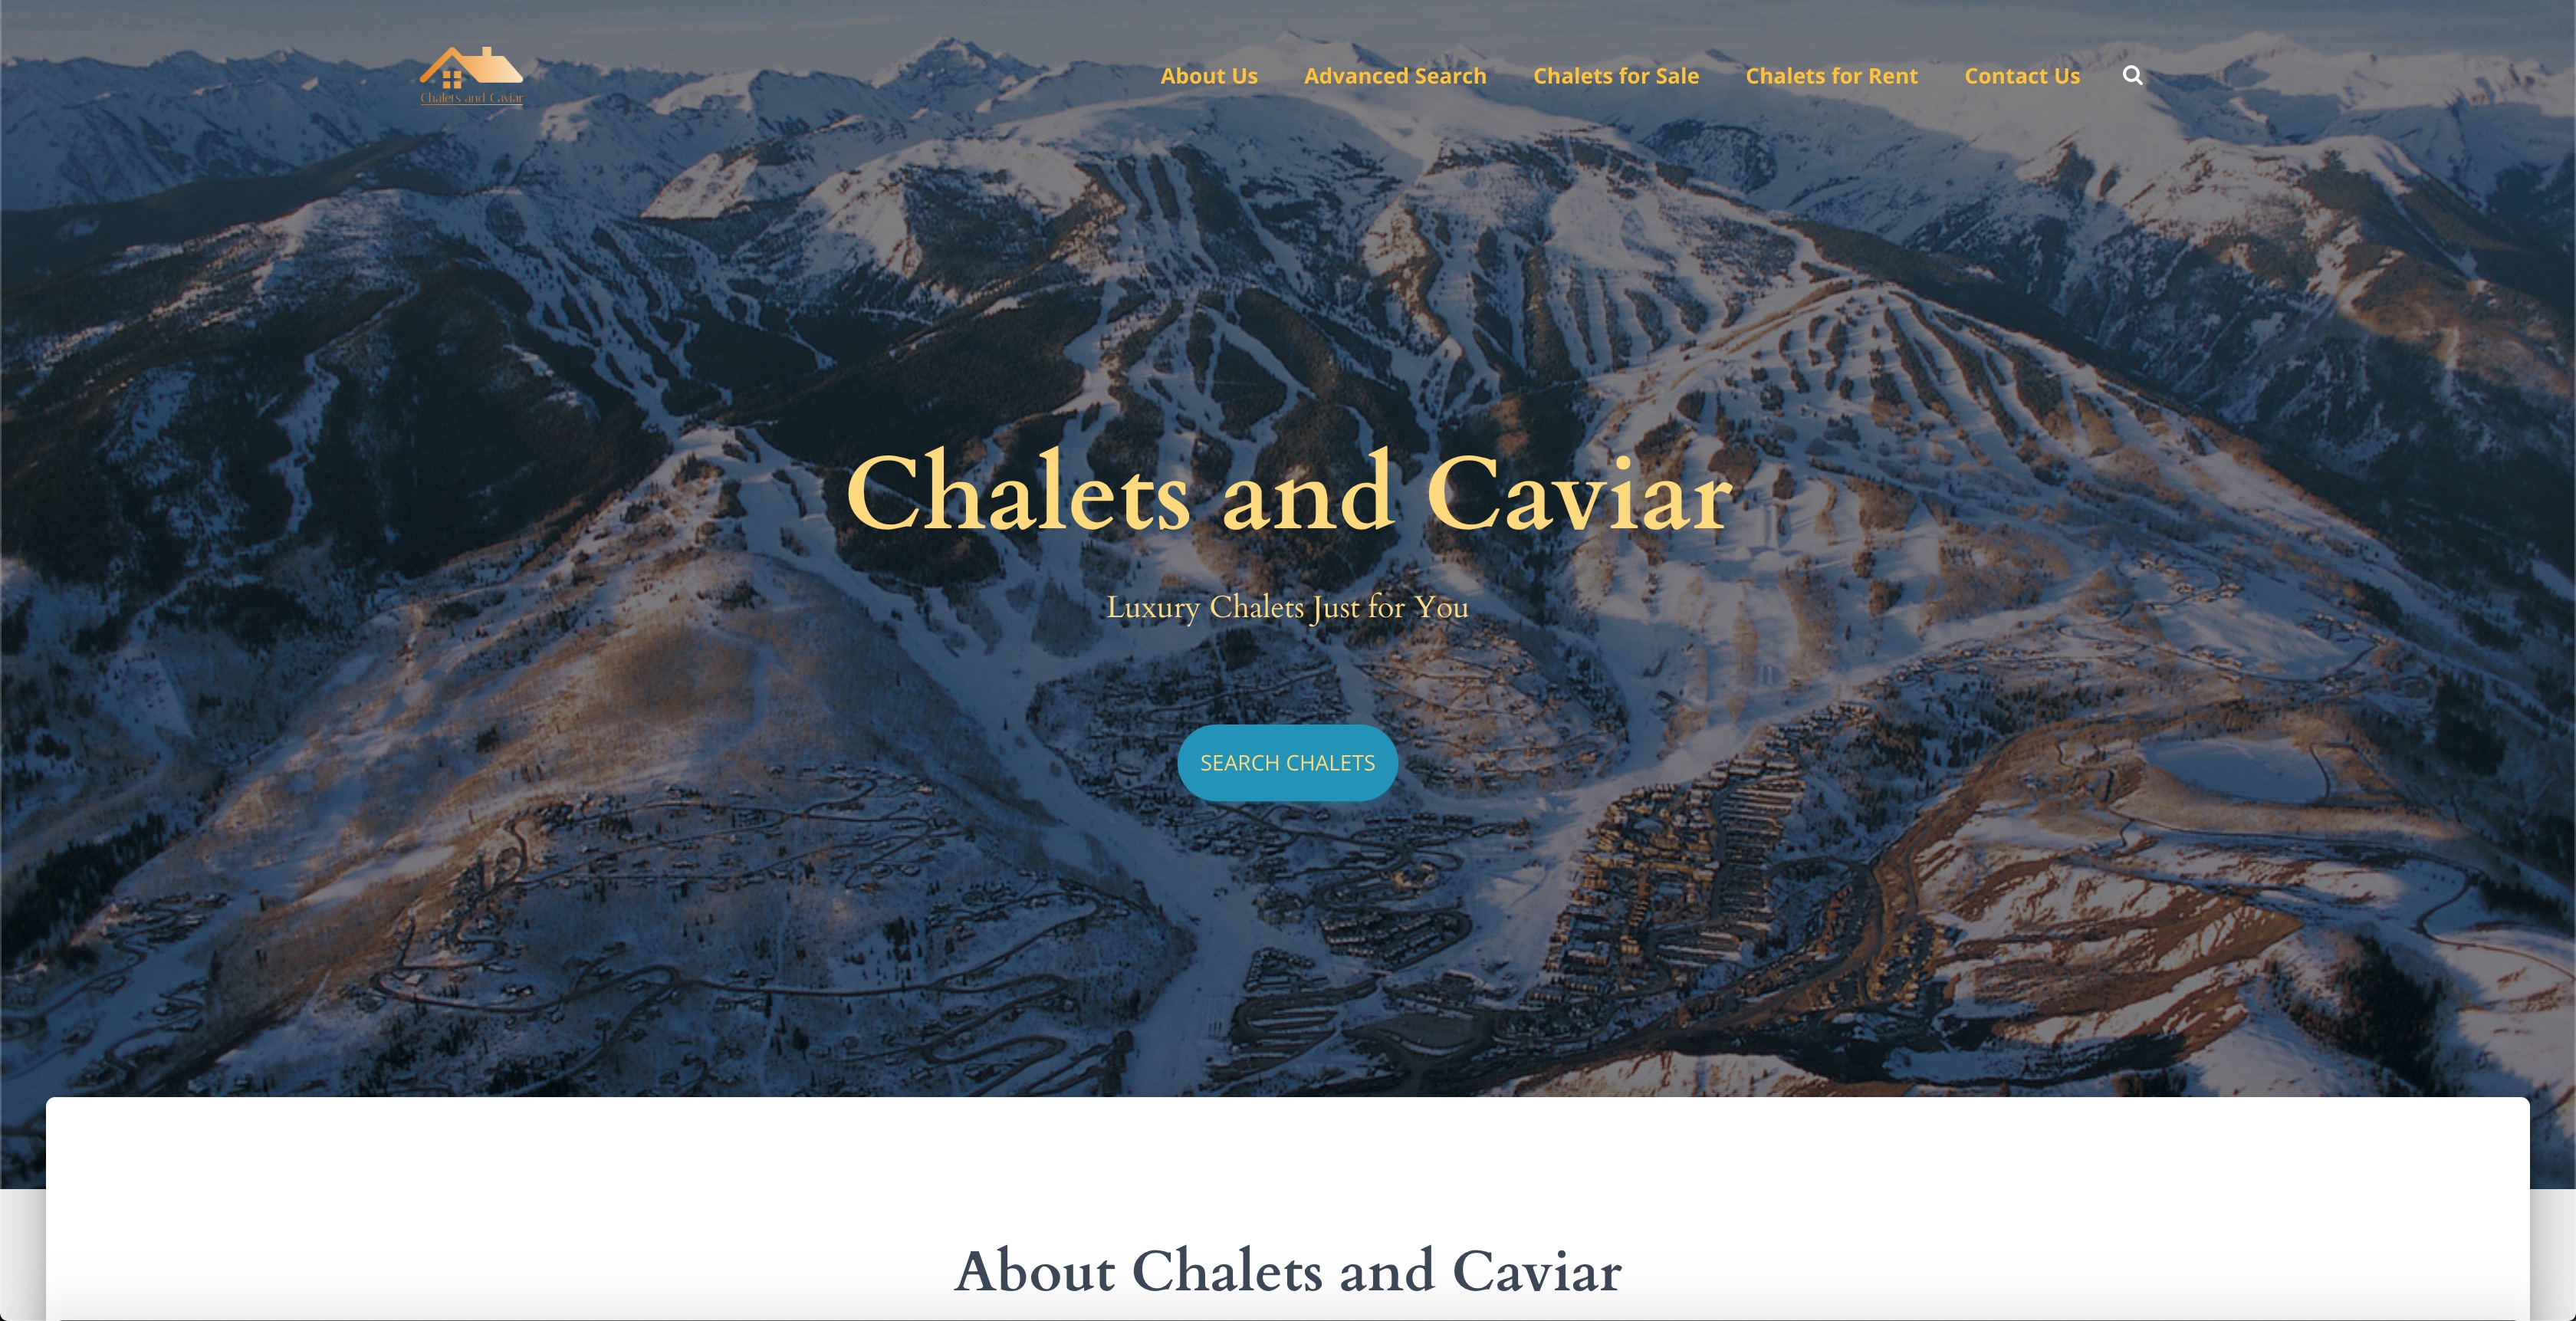 Chalets and Caviar
About Us Advanced Search Chalets for Sale Chalets for Rent Contact Us
Chalets and Caviar
Luxury Chalets Just for You
SEARCH CHALETS
About Chalets and Caviar